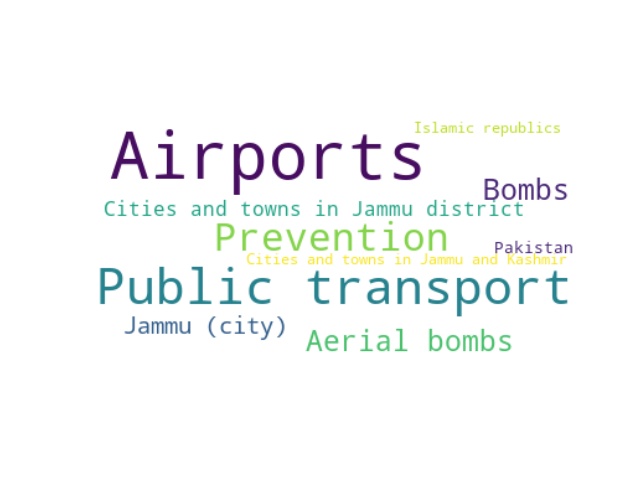 Islamic republics
Airports
Bombs
Cities and towns in Jammu district
Prevention
Pakistan
Cities and towns in Jammu and Kashmir
Public transport
Jammu (city)
Aerial bombs